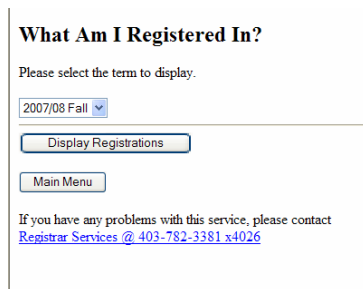 What Am I Registered In?
Please select the term to display.
2007/08 Fall
Display Registrations
Main Menu
If you have any problems with this service, please contact
Registrar Services @ 403-782-3381 x4026